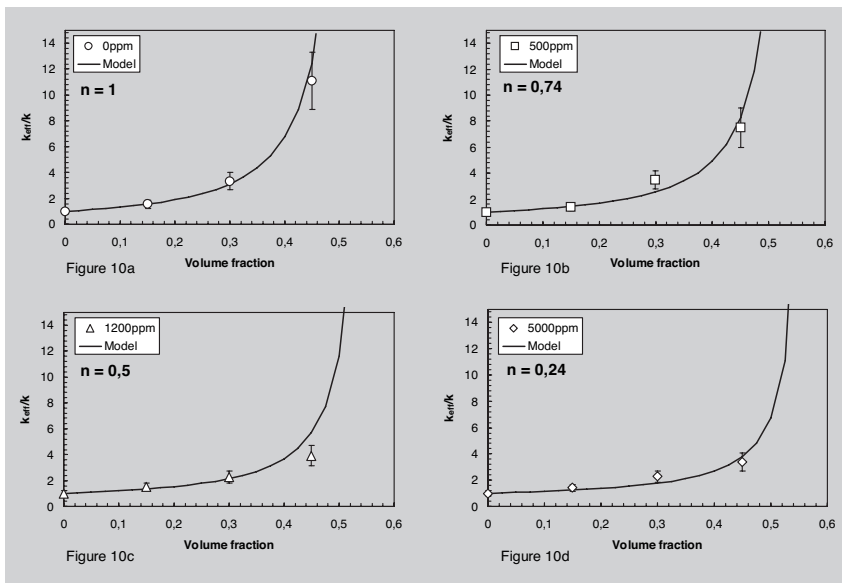 14
12
10
8
6
4
2
0
k_eff/k
0ppm
Model
n = 1
0 0,1 0,2 0,3 0,4 0,5 0,6
Volume fraction
Figure 10a
14
12
10
8
6
4
2
0
k_eff/k
500ppm
Model
n = 0,74
0 0,1 0,2 0,3 0,4 0,5 0,6
Volume fraction
Figure 10b
14
12
10
8
6
4
2
0
k_eff/k
1200ppm
Model
n = 0,5
0 0,1 0,2 0,3 0,4 0,5 0,6
Volume fraction
Figure 10c
14
12
10
8
6
4
2
0
k_eff/k
5000ppm
Model
n = 0,24
0 0,1 0,2 0,3 0,4 0,5 0,6
Volume fraction
Figure 10d